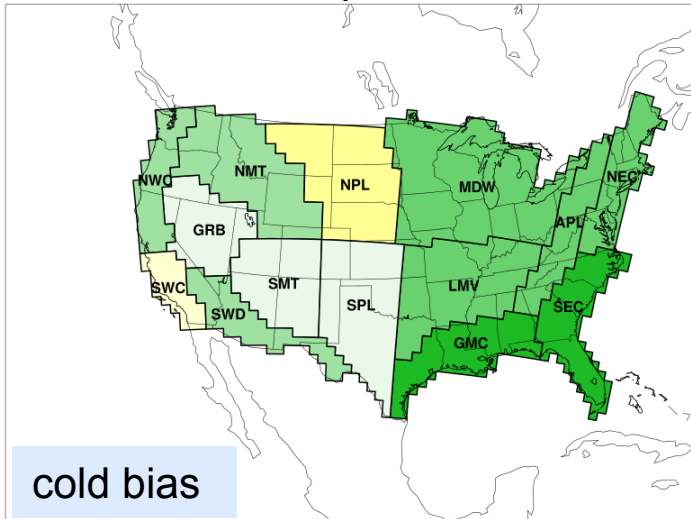 NWC
NMT
NPL
MDW
NEC
GRB
APL
SWC
SMT
SPL
LMV
SWD
SEC
GMC
cold bias